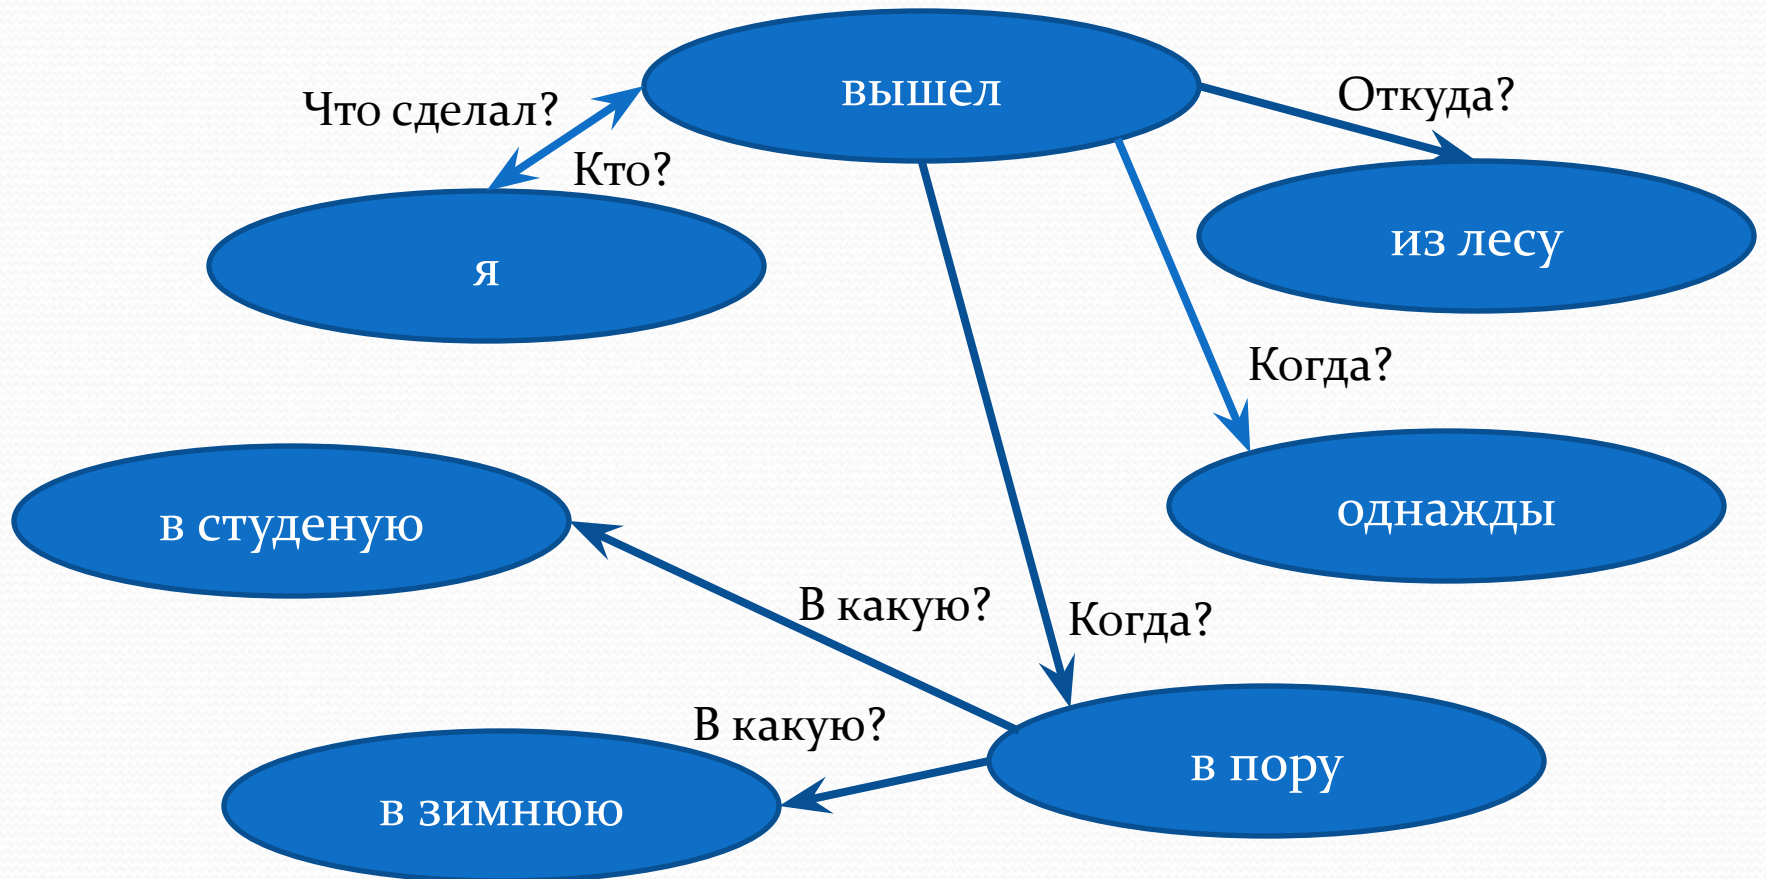 вышел
Что сделал?
Откуда?
Кто?
из лесу
я
Когда?
однажды
в студеную
В какую?
Когда?
В какую?
в пору
в зимнюю